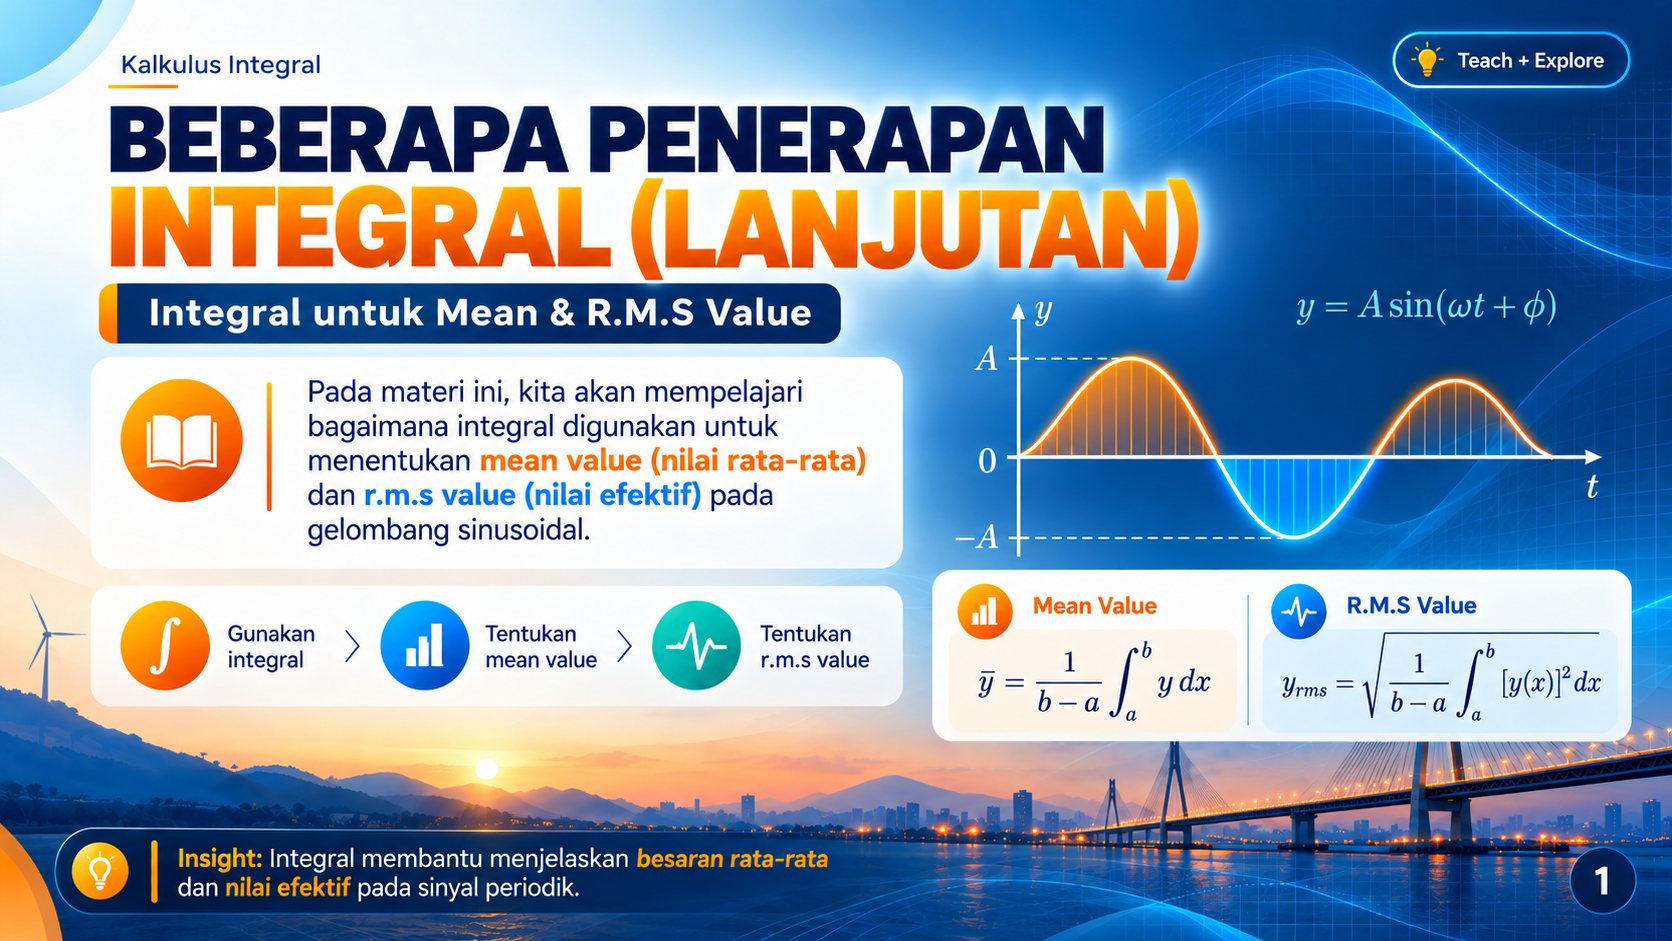 Kalkulus Integral
Teach + Explore
BEBERAPA PENERAPAN
INTEGRAL (LANJUTAN)
Integral untuk Mean & R.M.S Value
Pada materi ini, kita akan mempelajari
bagaimana integral digunakan untuk
menentukan mean value (nilai rata-rata)
dan r.m.s value (nilai efektif) pada
gelombang sinusoidal.
Gunakan
integral
Tentukan
mean value
Tentukan
r.m.s value
y = A sin(ωt + ϕ)
y
A
0
−A
t
Mean Value
ȳ = 1/(b − a) ∫_a^b y dx
R.M.S Value
y_rms = √(1/(b − a) ∫_a^b [y(x)]² dx)
Insight: Integral membantu menjelaskan besaran rata-rata
dan nilai efektif pada sinyal periodik.
1